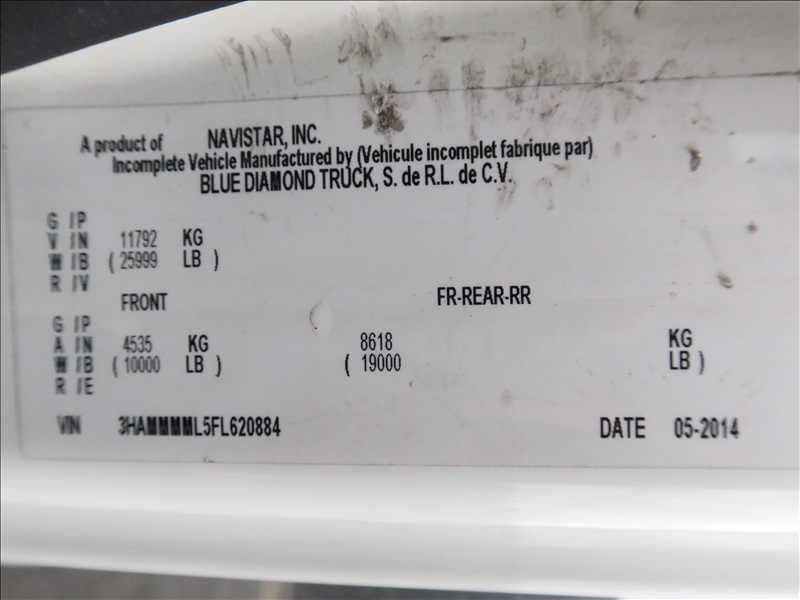 A product of NAVISTAR, INC.
Incomplete Vehicle Manufactured by (Vehicule incomplet fabrique par)
BLUE DIAMOND TRUCK, S. de R.L. de C.V.
G /P
V /N 11792 KG
W /B ( 25999 LB )
R /V
FRONT FR-REAR-RR
G /P
A /N 4535 KG 8618 KG
W /B ( 10000 LB ) ( 19000 LB )
R /E
VIN 3HAMMMML5FL620884 DATE 05-2014